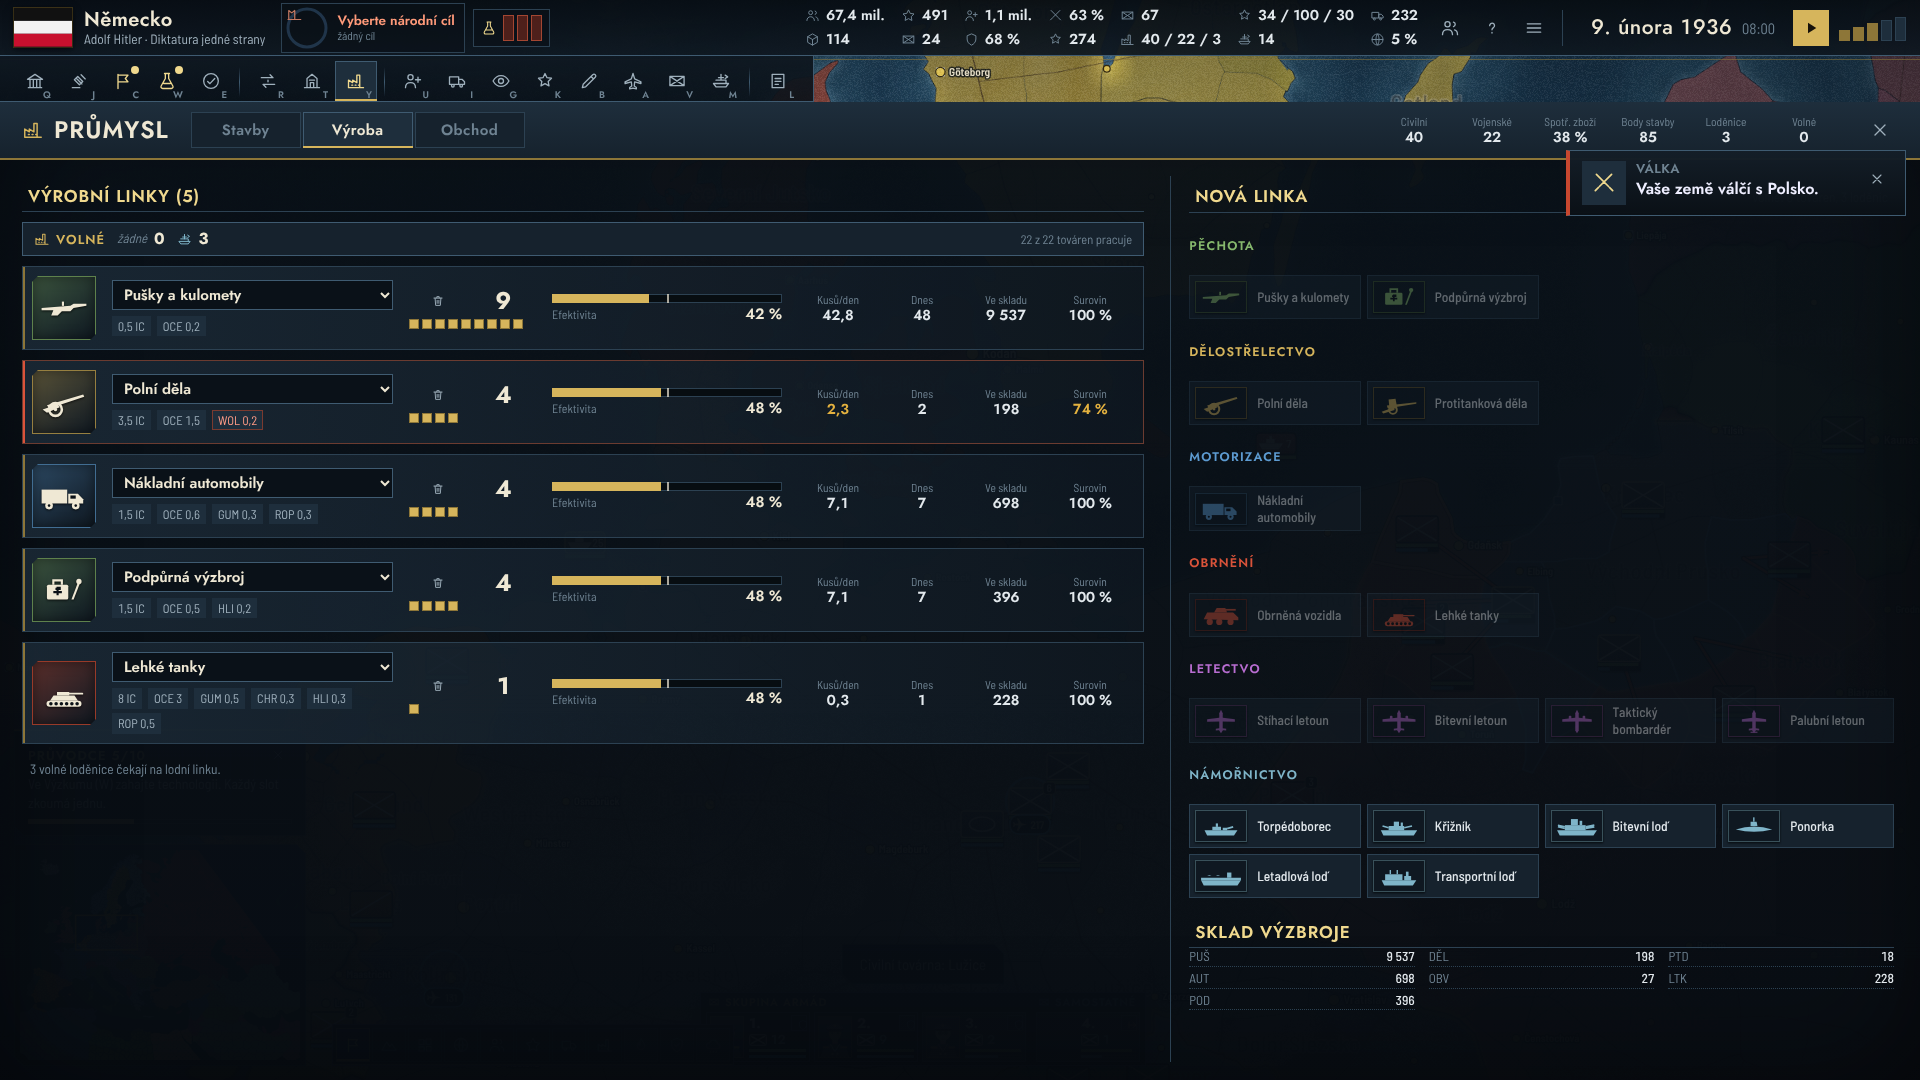 Německo
Adolf Hitler · Diktatura jedné strany
Vyberte národní cíl
žádný cíl
67,4 mil. 491 1,1 mil. 63 % 67 34 / 100 / 30 232
114 24 68 % 274 40 / 22 / 3 14 5 %
?
9. února 1936 08:00
Q J C W E R T Y U I G K B A V M L
Göteborg
PRŮMYSL
Stavby Výroba Obchod
Civilní Vojenské Spotř. zboží Body stavby Loděnice Volné
40 22 38 % 85 3 0
VÁLKA
Vaše země válčí s Polsko.
VÝROBNÍ LINKY (5)
VOLNÉ žádné 0 3
22 z 22 továren pracuje
Pušky a kulomety
0,5 IC OCE 0,2
9
Efektivita 42 %
Kusů/den Dnes Ve skladu Surovin
42,8 48 9 537 100 %
Polní děla
3,5 IC OCE 1,5 WOL 0,2
4
Efektivita 48 %
Kusů/den Dnes Ve skladu Surovin
2,3 2 198 74 %
Nákladní automobily
1,5 IC OCE 0,6 GUM 0,3 ROP 0,3
4
Efektivita 48 %
Kusů/den Dnes Ve skladu Surovin
7,1 7 698 100 %
Podpůrná výzbroj
1,5 IC OCE 0,5 HLI 0,2
4
Efektivita 48 %
Kusů/den Dnes Ve skladu Surovin
7,1 7 396 100 %
Lehké tanky
8 IC OCE 3 GUM 0,5 CHR 0,3 HLI 0,3
ROP 0,5
1
Efektivita 48 %
Kusů/den Dnes Ve skladu Surovin
0,3 1 228 100 %
3 volné loděnice čekají na lodní linku.
NOVÁ LINKA
PĚCHOTA
Pušky a kulomety Podpůrná výzbroj
DĚLOSTŘELECTVO
Polní děla Protitanková děla
MOTORIZACE
Nákladní
automobily
OBRNĚNÍ
Obrněná vozidla Lehké tanky
LETECTVO
Stíhací letoun Bitevní letoun Taktický bombardér Palubní letoun
NÁMOŘNICTVO
Torpédoborec Křižník Bitevní loď Ponorka
Letadlová loď Transportní loď
SKLAD VÝZBROJE
PUŠ 9 537 DĚL 198 PTD 18
AUT 698 OBV 27 LTK 228
POD 396